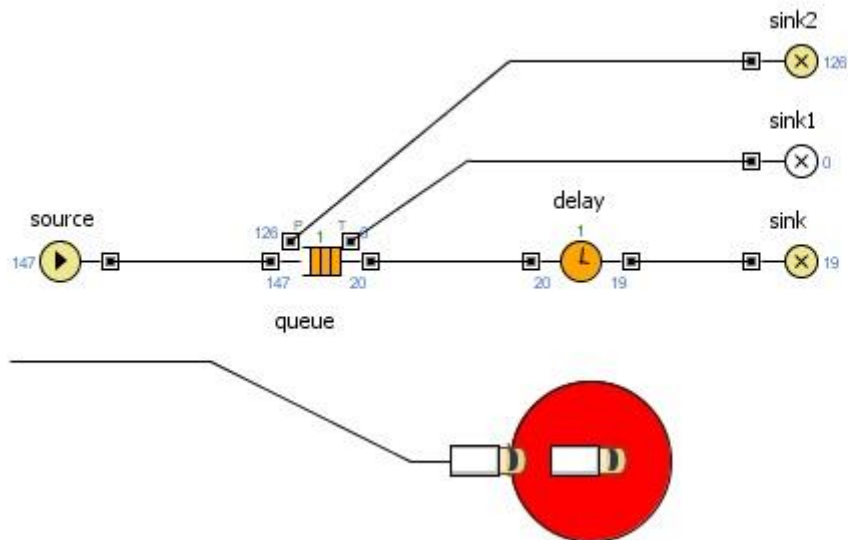 sink2
126
sink1
0
delay
source
sink
126 P 1 T 0
1
147
19
147
20
20
19
queue